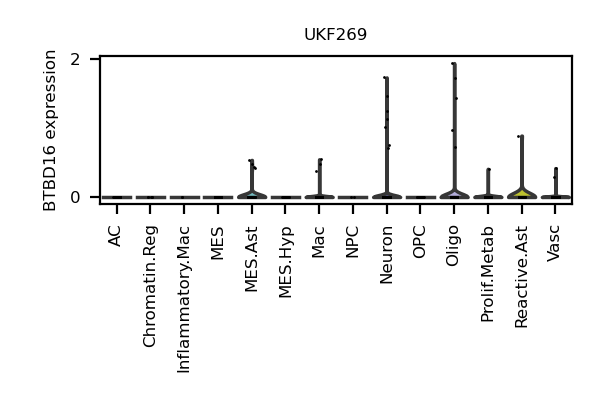 UKF269
BTBD16 expression
2
0
AC
Chromatin.Reg
Inflammatory.Mac
MES
MES.Ast
MES.Hyp
Mac
NPC
Neuron
OPC
Oligo
Prolif.Metab
Reactive.Ast
Vasc